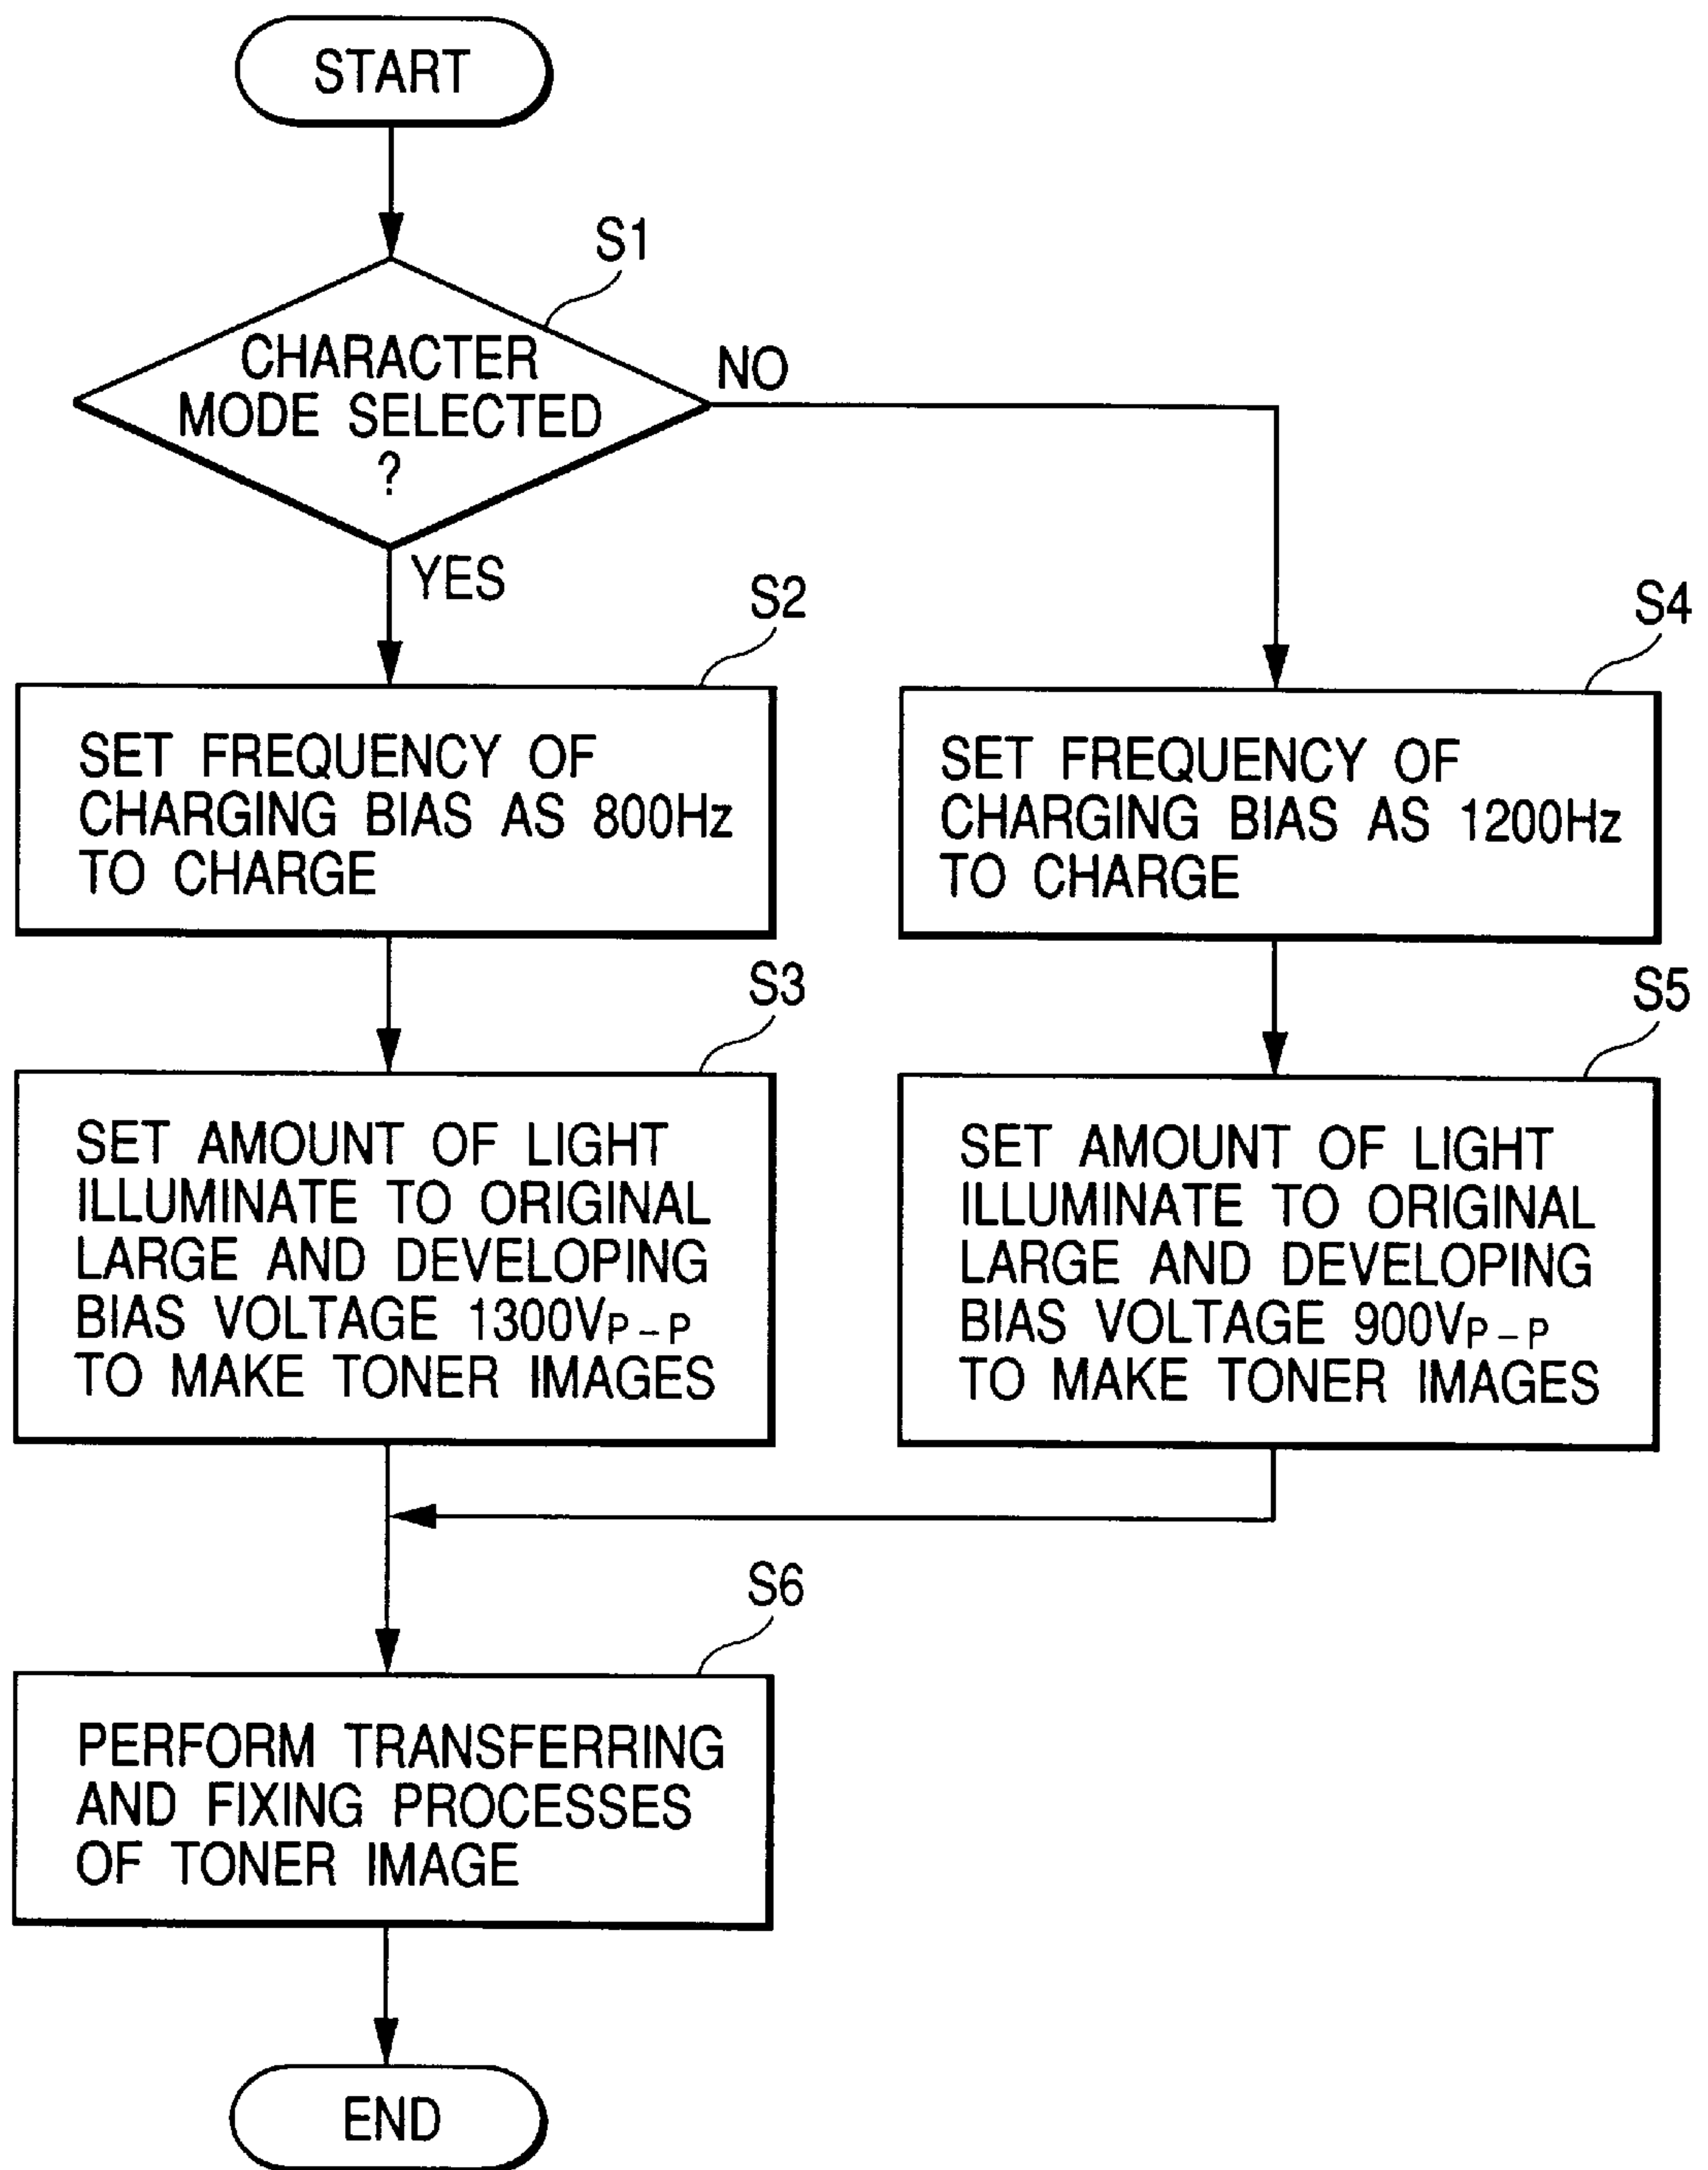 START
S1
CHARACTER
MODE SELECTED
?
NO
YES
S2
SET FREQUENCY OF
CHARGING BIAS AS 800Hz
TO CHARGE
S4
SET FREQUENCY OF
CHARGING BIAS AS 1200Hz
TO CHARGE
S3
SET AMOUNT OF LIGHT
ILLUMINATE TO ORIGINAL
LARGE AND DEVELOPING
BIAS VOLTAGE 1300VP-P
TO MAKE TONER IMAGES
S5
SET AMOUNT OF LIGHT
ILLUMINATE TO ORIGINAL
LARGE AND DEVELOPING
BIAS VOLTAGE 900VP-P
TO MAKE TONER IMAGES
S6
PERFORM TRANSFERRING
AND FIXING PROCESSES
OF TONER IMAGE
END